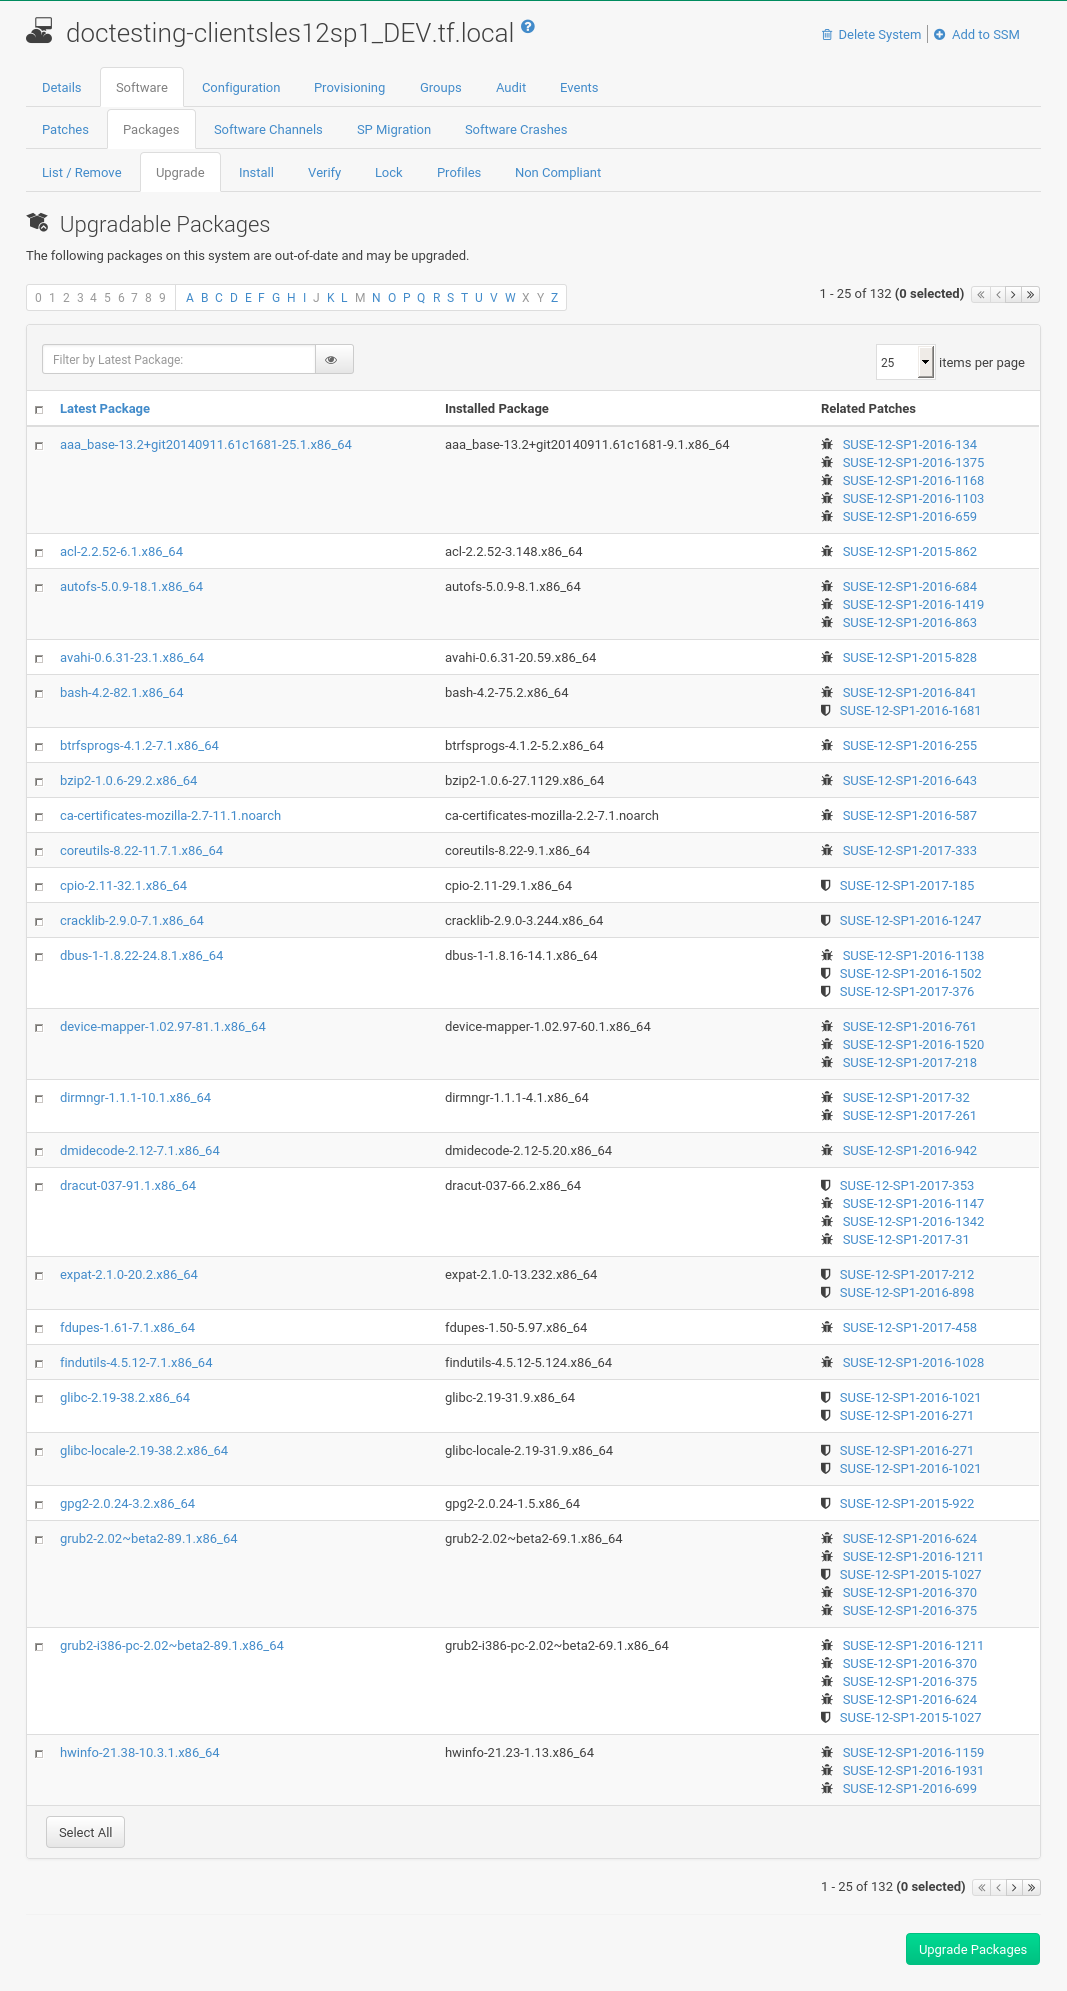 doctesting-clientsles12sp1_DEV.tf.local
Delete System | Add to SSM
Details Software Configuration Provisioning Groups Audit Events
Patches Packages Software Channels SP Migration Software Crashes
List / Remove Upgrade Install Verify Lock Profiles Non Compliant
Upgradable Packages
The following packages on this system are out-of-date and may be upgraded.
0 1 2 3 4 5 6 7 8 9 A B C D E F G H I J K L M N O P Q R S T U V W X Y Z
1 - 25 of 132 (0 selected)
Filter by Latest Package:
25 items per page
Latest Package Installed Package Related Patches
aaa_base-13.2+git20140911.61c1681-25.1.x86_64 aaa_base-13.2+git20140911.61c1681-9.1.x86_64 SUSE-12-SP1-2016-134
SUSE-12-SP1-2016-1375
SUSE-12-SP1-2016-1168
SUSE-12-SP1-2016-1103
SUSE-12-SP1-2016-659
acl-2.2.52-6.1.x86_64 acl-2.2.52-3.148.x86_64 SUSE-12-SP1-2015-862
autofs-5.0.9-18.1.x86_64 autofs-5.0.9-8.1.x86_64 SUSE-12-SP1-2016-684
SUSE-12-SP1-2016-1419
SUSE-12-SP1-2016-863
avahi-0.6.31-23.1.x86_64 avahi-0.6.31-20.59.x86_64 SUSE-12-SP1-2015-828
bash-4.2-82.1.x86_64 bash-4.2-75.2.x86_64 SUSE-12-SP1-2016-841
SUSE-12-SP1-2016-1681
btrfsprogs-4.1.2-7.1.x86_64 btrfsprogs-4.1.2-5.2.x86_64 SUSE-12-SP1-2016-255
bzip2-1.0.6-29.2.x86_64 bzip2-1.0.6-27.1129.x86_64 SUSE-12-SP1-2016-643
ca-certificates-mozilla-2.7-11.1.noarch ca-certificates-mozilla-2.2-7.1.noarch SUSE-12-SP1-2016-587
coreutils-8.22-11.7.1.x86_64 coreutils-8.22-9.1.x86_64 SUSE-12-SP1-2017-333
cpio-2.11-32.1.x86_64 cpio-2.11-29.1.x86_64 SUSE-12-SP1-2017-185
cracklib-2.9.0-7.1.x86_64 cracklib-2.9.0-3.244.x86_64 SUSE-12-SP1-2016-1247
dbus-1-1.8.22-24.8.1.x86_64 dbus-1-1.8.16-14.1.x86_64 SUSE-12-SP1-2016-1138
SUSE-12-SP1-2016-1502
SUSE-12-SP1-2017-376
device-mapper-1.02.97-81.1.x86_64 device-mapper-1.02.97-60.1.x86_64 SUSE-12-SP1-2016-761
SUSE-12-SP1-2016-1520
SUSE-12-SP1-2017-218
dirmngr-1.1.1-10.1.x86_64 dirmngr-1.1.1-4.1.x86_64 SUSE-12-SP1-2017-32
SUSE-12-SP1-2017-261
dmidecode-2.12-7.1.x86_64 dmidecode-2.12-5.20.x86_64 SUSE-12-SP1-2016-942
dracut-037-91.1.x86_64 dracut-037-66.2.x86_64 SUSE-12-SP1-2017-353
SUSE-12-SP1-2016-1147
SUSE-12-SP1-2016-1342
SUSE-12-SP1-2017-31
expat-2.1.0-20.2.x86_64 expat-2.1.0-13.232.x86_64 SUSE-12-SP1-2017-212
SUSE-12-SP1-2016-898
fdupes-1.61-7.1.x86_64 fdupes-1.50-5.97.x86_64 SUSE-12-SP1-2017-458
findutils-4.5.12-7.1.x86_64 findutils-4.5.12-5.124.x86_64 SUSE-12-SP1-2016-1028
glibc-2.19-38.2.x86_64 glibc-2.19-31.9.x86_64 SUSE-12-SP1-2016-1021
SUSE-12-SP1-2016-271
glibc-locale-2.19-38.2.x86_64 glibc-locale-2.19-31.9.x86_64 SUSE-12-SP1-2016-271
SUSE-12-SP1-2016-1021
gpg2-2.0.24-3.2.x86_64 gpg2-2.0.24-1.5.x86_64 SUSE-12-SP1-2015-922
grub2-2.02~beta2-89.1.x86_64 grub2-2.02~beta2-69.1.x86_64 SUSE-12-SP1-2016-624
SUSE-12-SP1-2016-1211
SUSE-12-SP1-2015-1027
SUSE-12-SP1-2016-370
SUSE-12-SP1-2016-375
grub2-i386-pc-2.02~beta2-89.1.x86_64 grub2-i386-pc-2.02~beta2-69.1.x86_64 SUSE-12-SP1-2016-1211
SUSE-12-SP1-2016-370
SUSE-12-SP1-2016-375
SUSE-12-SP1-2016-624
SUSE-12-SP1-2015-1027
hwinfo-21.38-10.3.1.x86_64 hwinfo-21.23-1.13.x86_64 SUSE-12-SP1-2016-1159
SUSE-12-SP1-2016-1931
SUSE-12-SP1-2016-699
Select All
1 - 25 of 132 (0 selected)
Upgrade Packages